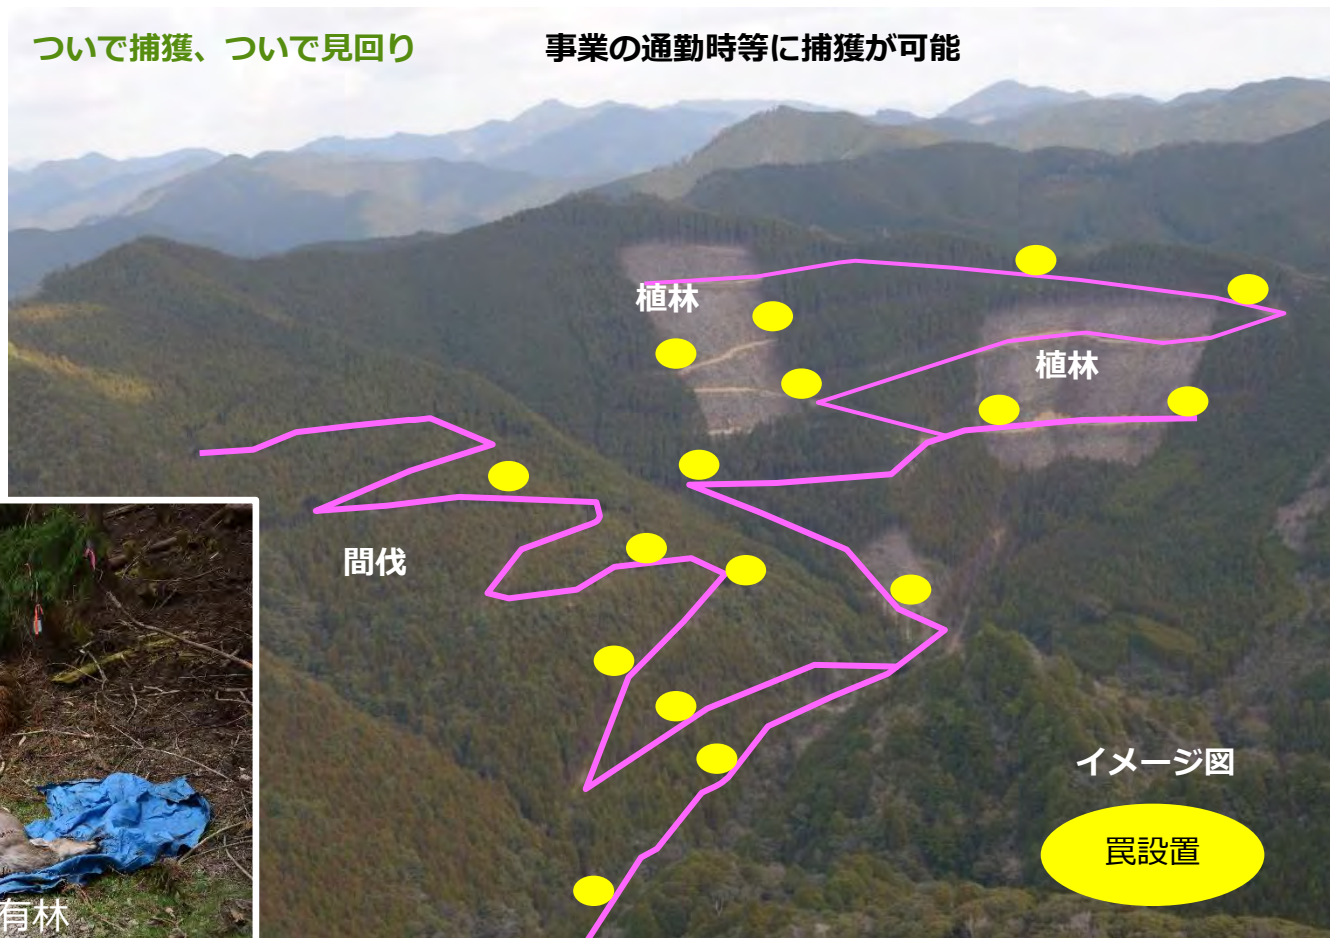 ついで捕獲、ついで見回り
事業の通勤時等に捕獲が可能
植林
植林
間伐
イメージ図
罠設置
有林